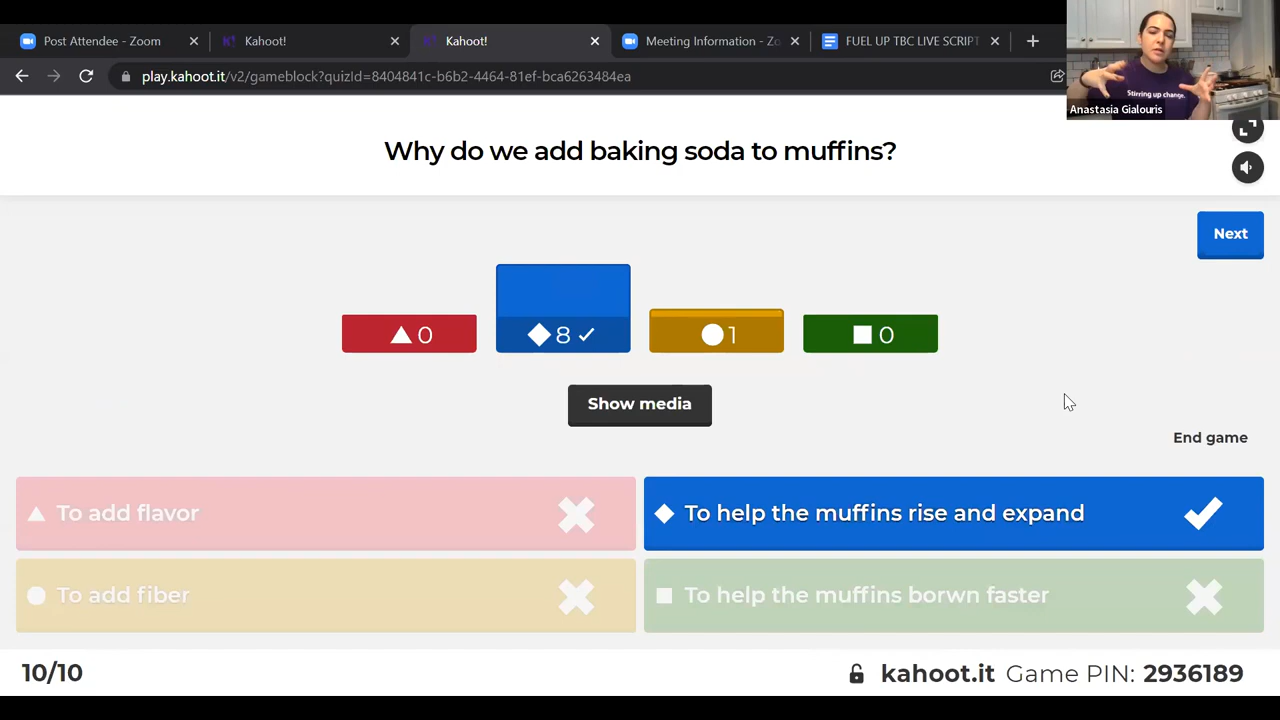 Post Attendee - Zoom
Kahoot!
Kahoot!
Meeting Information - Zo
FUEL UP TBC LIVE SCRIPT
play.kahoot.it/v2/gameblock?quizId=8404841c-b6b2-4464-81ef-bca6263484ea
Stirring up change.
Anastasia Gialouris
Why do we add baking soda to muffins?
Next
0
8
1
0
Show media
End game
To add flavor
To help the muffins rise and expand
To add fiber
To help the muffins borwn faster
10/10
kahoot.it Game PIN: 2936189